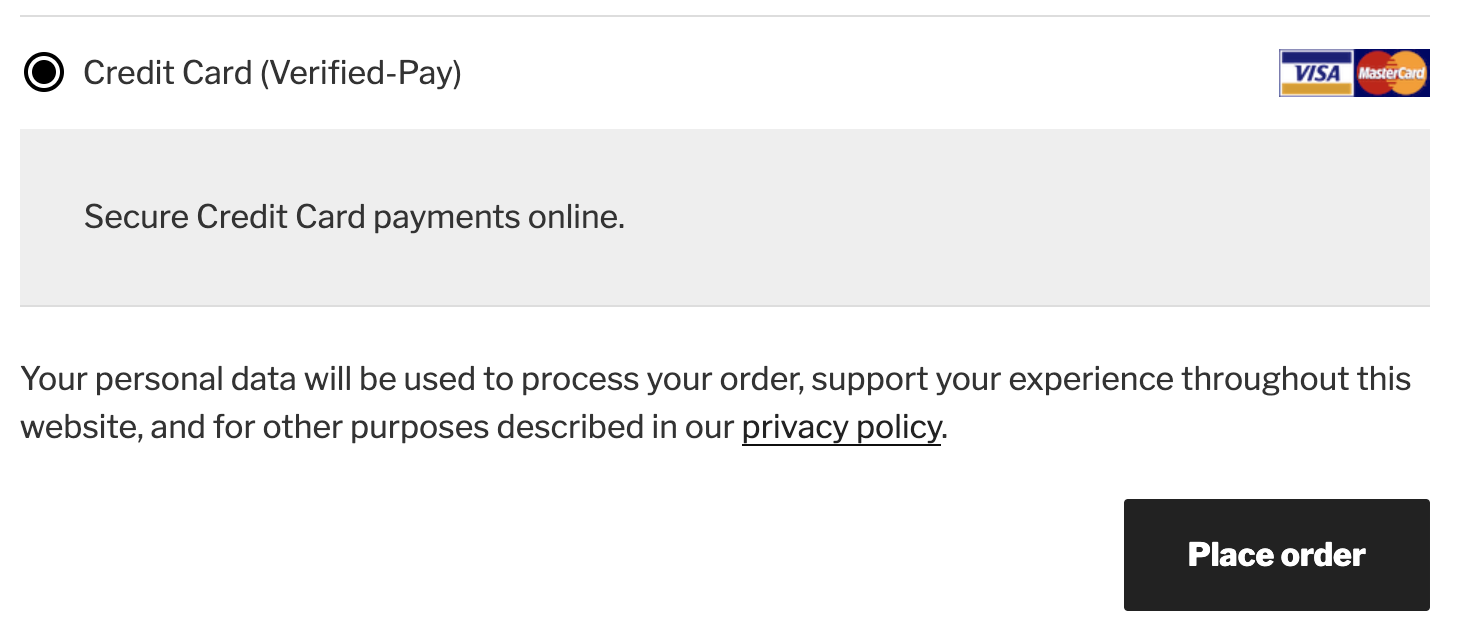 Credit Card (Verified-Pay)
VISA MasterCard
Secure Credit Card payments online.
Your personal data will be used to process your order, support your experience throughout this
website, and for other purposes described in our privacy policy.
Place order